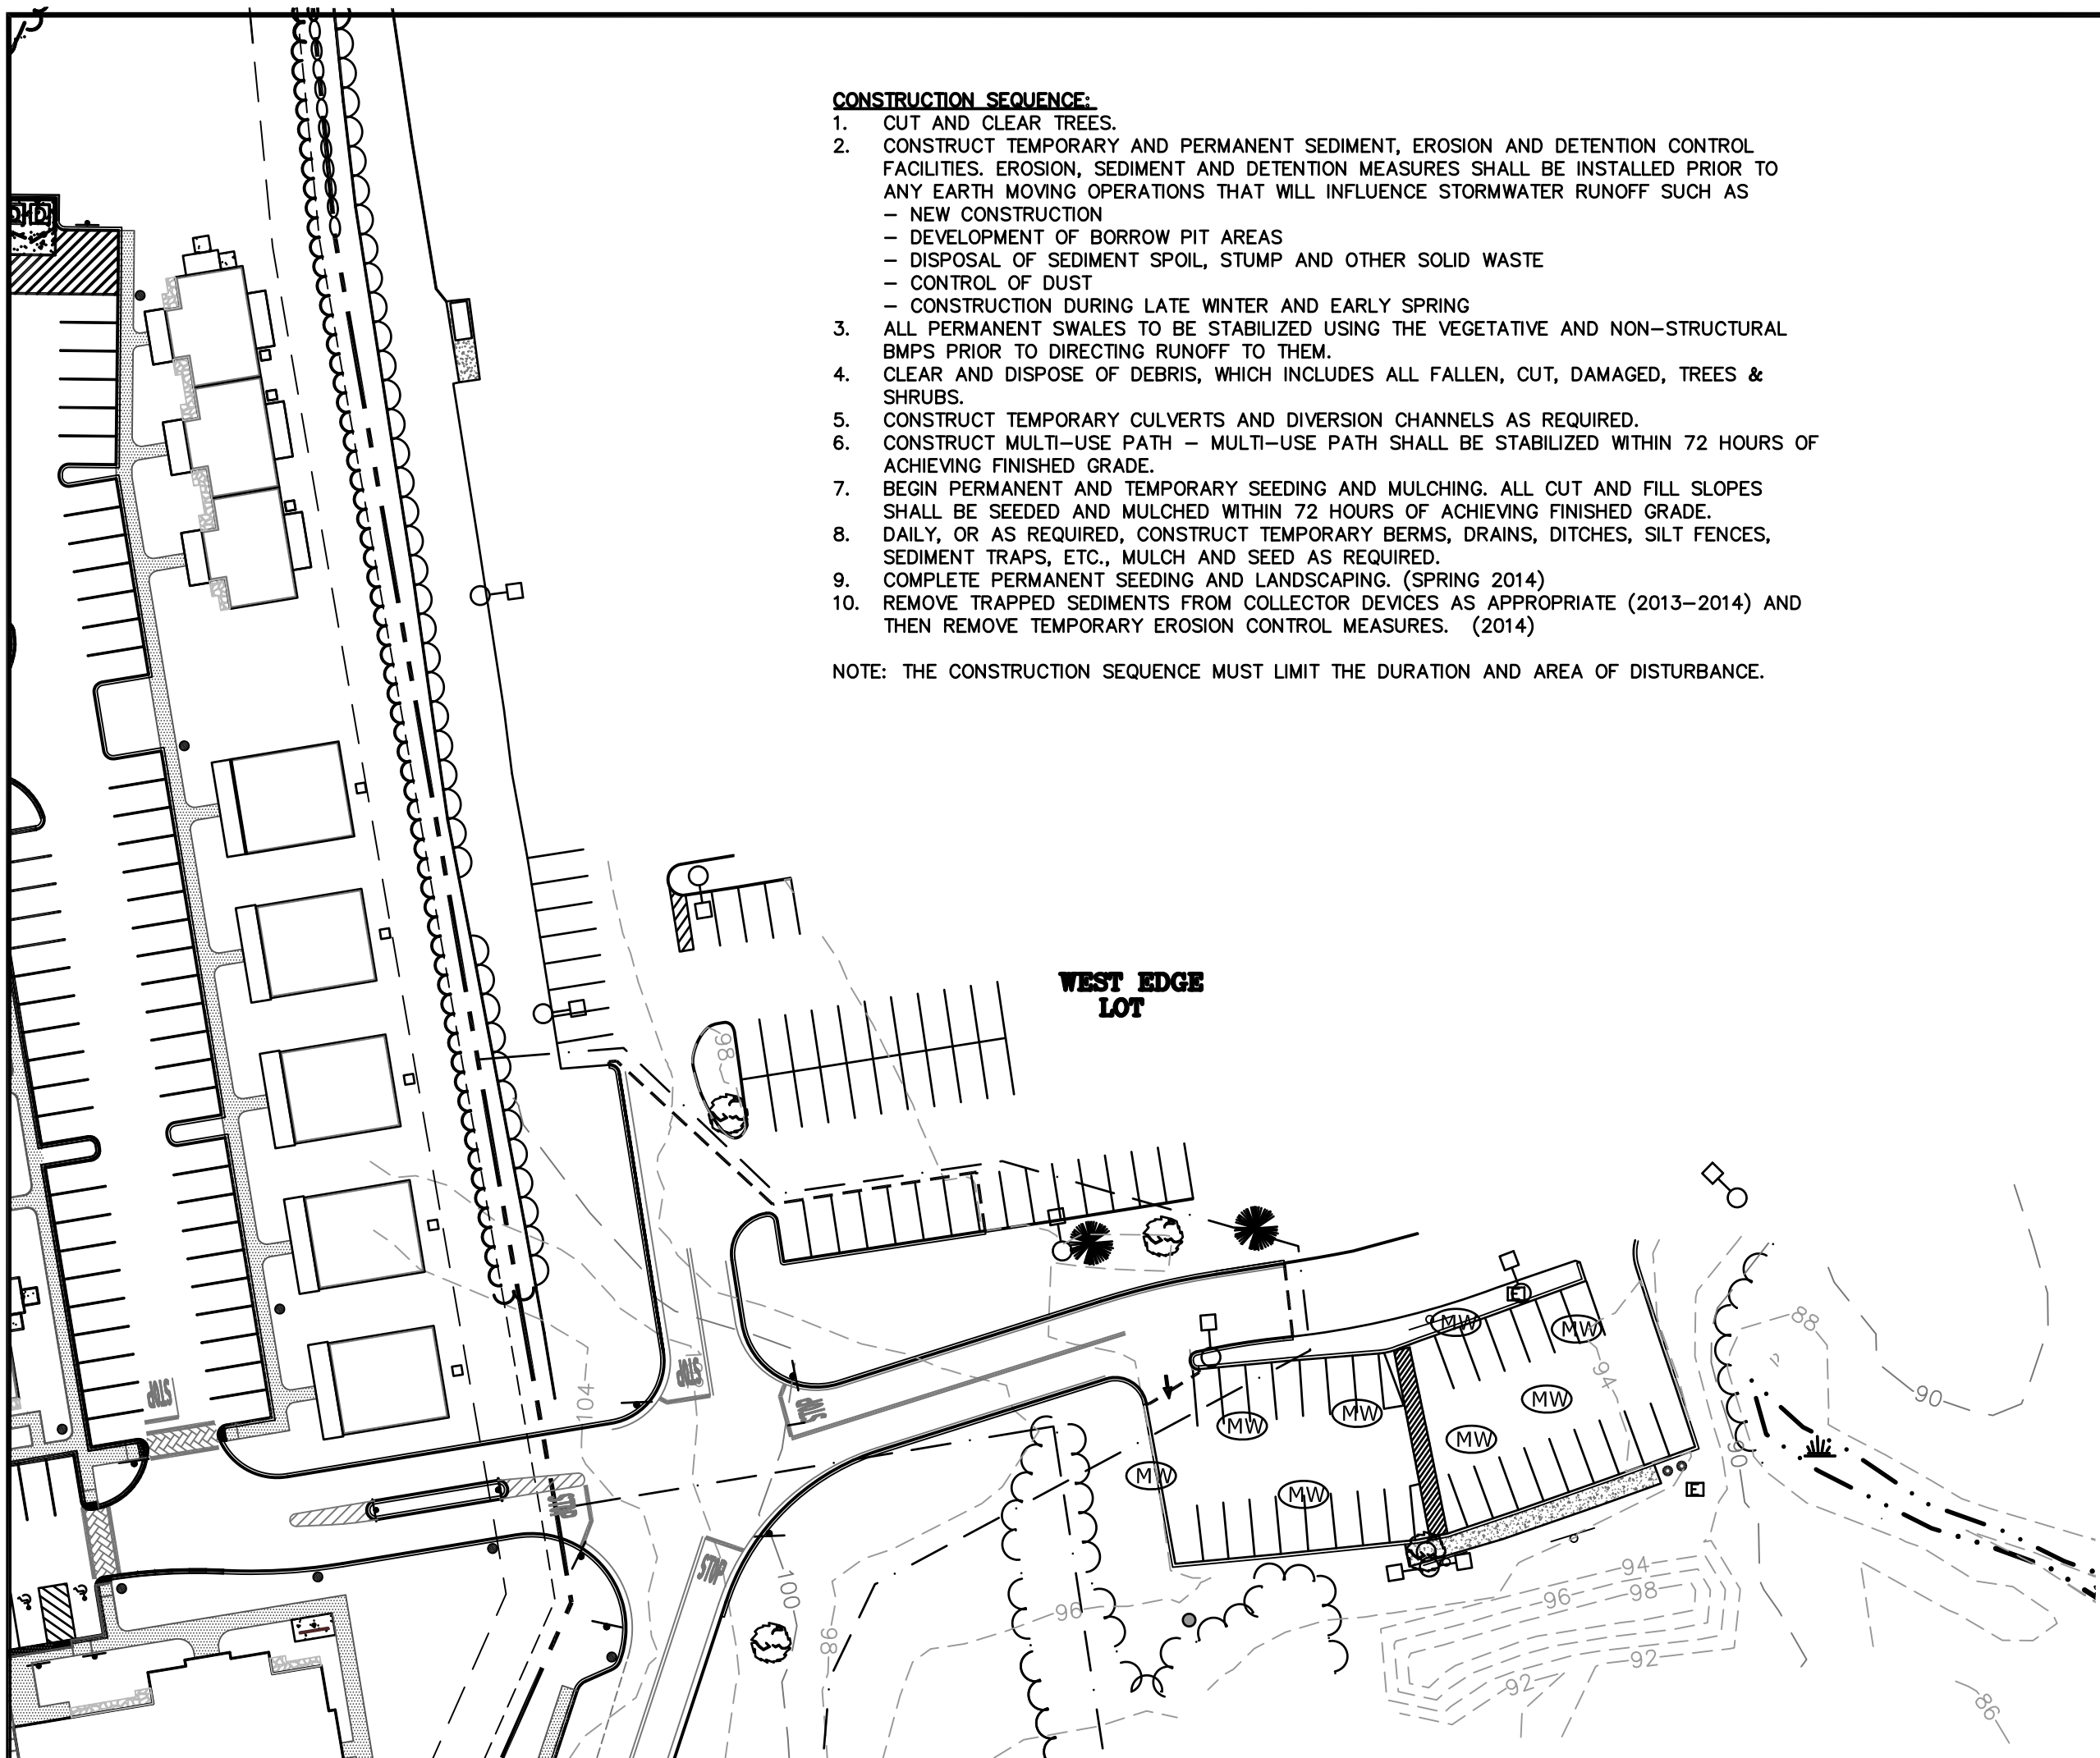 CONSTRUCTION SEQUENCE:
1. CUT AND CLEAR TREES.
2. CONSTRUCT TEMPORARY AND PERMANENT SEDIMENT, EROSION AND DETENTION CONTROL
FACILITIES. EROSION, SEDIMENT AND DETENTION MEASURES SHALL BE INSTALLED PRIOR TO
ANY EARTH MOVING OPERATIONS THAT WILL INFLUENCE STORMWATER RUNOFF SUCH AS
– NEW CONSTRUCTION
– DEVELOPMENT OF BORROW PIT AREAS
– DISPOSAL OF SEDIMENT SPOIL, STUMP AND OTHER SOLID WASTE
– CONTROL OF DUST
– CONSTRUCTION DURING LATE WINTER AND EARLY SPRING
3. ALL PERMANENT SWALES TO BE STABILIZED USING THE VEGETATIVE AND NON–STRUCTURAL
BMPS PRIOR TO DIRECTING RUNOFF TO THEM.
4. CLEAR AND DISPOSE OF DEBRIS, WHICH INCLUDES ALL FALLEN, CUT, DAMAGED, TREES &
SHRUBS.
5. CONSTRUCT TEMPORARY CULVERTS AND DIVERSION CHANNELS AS REQUIRED.
6. CONSTRUCT MULTI–USE PATH – MULTI–USE PATH SHALL BE STABILIZED WITHIN 72 HOURS OF
ACHIEVING FINISHED GRADE.
7. BEGIN PERMANENT AND TEMPORARY SEEDING AND MULCHING. ALL CUT AND FILL SLOPES
SHALL BE SEEDED AND MULCHED WITHIN 72 HOURS OF ACHIEVING FINISHED GRADE.
8. DAILY, OR AS REQUIRED, CONSTRUCT TEMPORARY BERMS, DRAINS, DITCHES, SILT FENCES,
SEDIMENT TRAPS, ETC., MULCH AND SEED AS REQUIRED.
9. COMPLETE PERMANENT SEEDING AND LANDSCAPING. (SPRING 2014)
10. REMOVE TRAPPED SEDIMENTS FROM COLLECTOR DEVICES AS APPROPRIATE (2013–2014) AND
THEN REMOVE TEMPORARY EROSION CONTROL MEASURES. (2014)
NOTE: THE CONSTRUCTION SEQUENCE MUST LIMIT THE DURATION AND AREA OF DISTURBANCE.
WEST EDGE
LOT
98
E
MW
MW
88
STOP
STOP
104
94
90
MW
STOP
MW
MW
MW
90
MW
MW
E
STOP
STOP
100
96
98
94
96
98
92
92
86